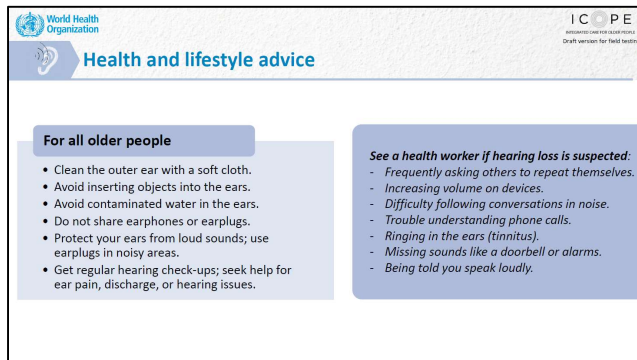 World Health
Organization
ICOPE
INTEGRATED CARE FOR OLDER PEOPLE
Draft version for field testin
Health and lifestyle advice
For all older people
• Clean the outer ear with a soft cloth.
• Avoid inserting objects into the ears.
• Avoid contaminated water in the ears.
• Do not share earphones or earplugs.
• Protect your ears from loud sounds; use
earplugs in noisy areas.
• Get regular hearing check-ups; seek help for
ear pain, discharge, or hearing issues.
See a health worker if hearing loss is suspected:
- Frequently asking others to repeat themselves.
- Increasing volume on devices.
- Difficulty following conversations in noise.
- Trouble understanding phone calls.
- Ringing in the ears (tinnitus).
- Missing sounds like a doorbell or alarms.
- Being told you speak loudly.